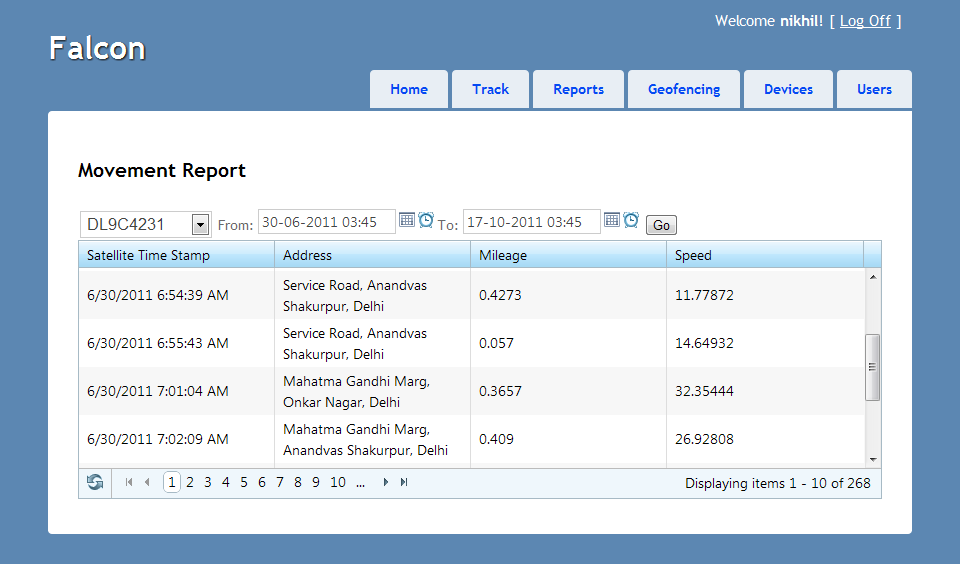 Welcome nikhil! [ Log Off ]
Falcon
Home Track Reports Geofencing Devices Users
Movement Report
DL9C4231 From: 30-06-2011 03:45 To: 17-10-2011 03:45 Go
Satellite Time Stamp Address Mileage Speed
6/30/2011 6:54:39 AM Service Road, Anandvas 0.4273 11.77872
Shakurpur, Delhi
6/30/2011 6:55:43 AM Service Road, Anandvas 0.057 14.64932
Shakurpur, Delhi
6/30/2011 7:01:04 AM Mahatma Gandhi Marg, 0.3657 32.35444
Onkar Nagar, Delhi
6/30/2011 7:02:09 AM Mahatma Gandhi Marg, 0.409 26.92808
Anandvas Shakurpur, Delhi
1 2 3 4 5 6 7 8 9 10 ... Displaying items 1 - 10 of 268